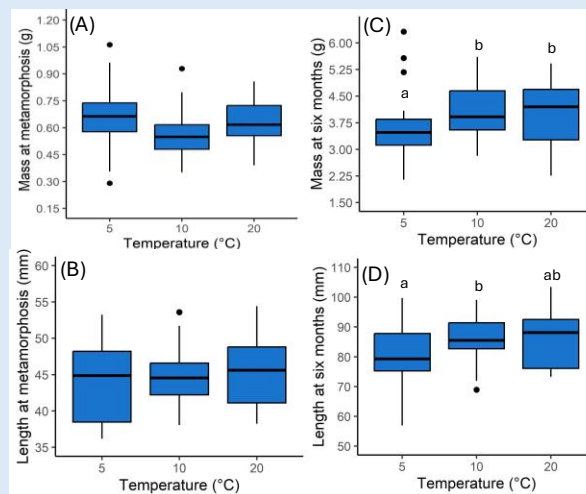 (A)
Mass at metamorphosis (g)
1.20
1.05
0.90
0.75
0.60
0.45
0.30
0.15
5 10 20
Temperature (°C)
(C)
Mass at six months (g)
6.00
5.25
4.50
3.75
3.00
2.25
1.50
a b b
5 10 20
Temperature (°C)
(B)
Length at metamorphosis (mm)
60
55
50
45
40
35
30
5 10 20
Temperature (°C)
(D)
Length at six months (mm)
110
100
90
80
70
60
50
a b ab
5 10 20
Temperature (°C)